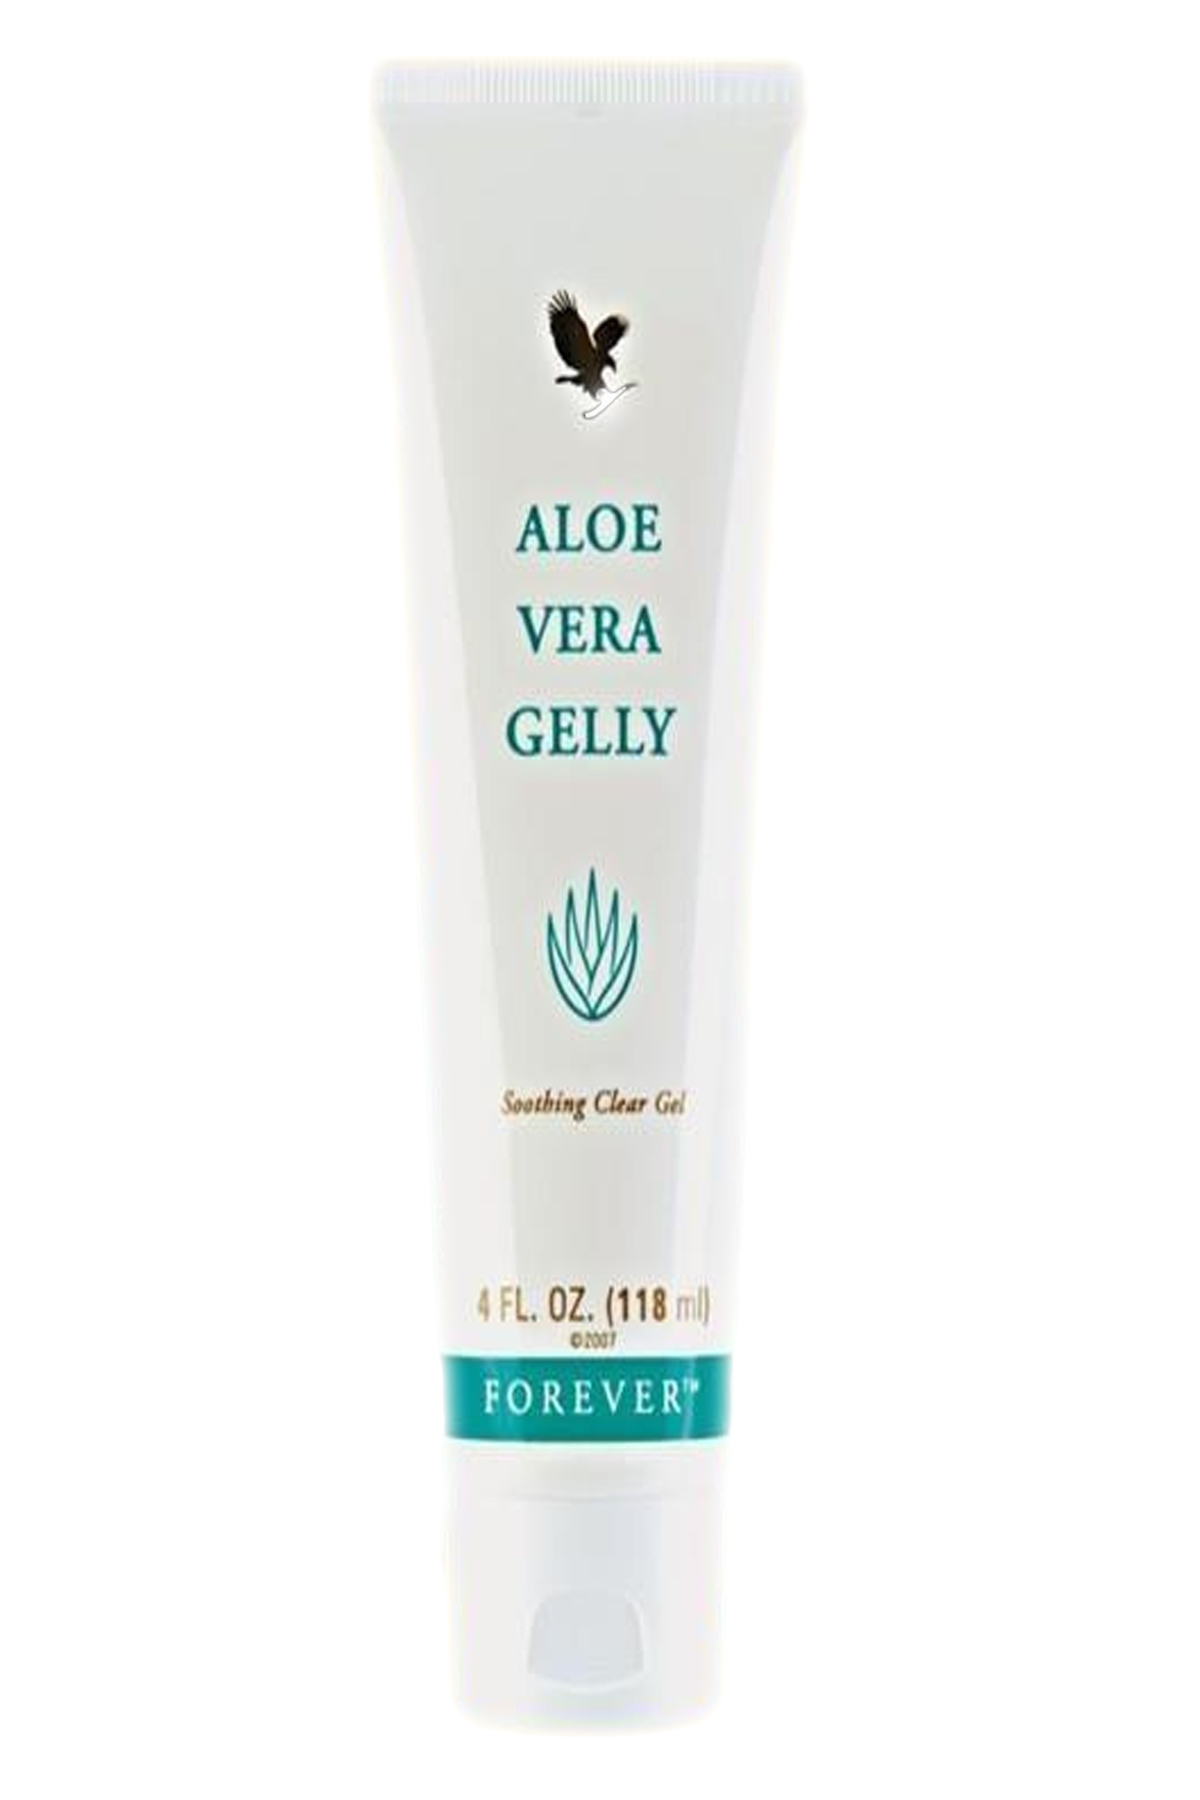 ALOE
VERA
GELLY
Soothing Clear Gel
4 FL. OZ. (118 ml)
©2007
FOREVER™